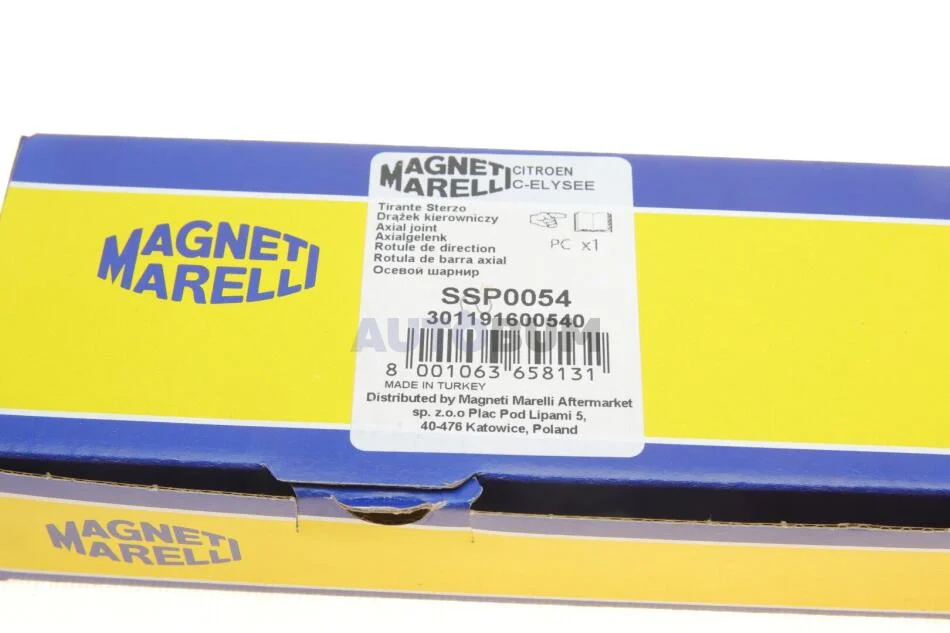 MAGNETI
MARELLI
CITROEN
C-ELYSEE
Tirante Sterzo
Drążek kierowniczy
Axial joint
Axialgelenk
Rotule de direction
Rotula de barra axial
Осевой шарнир
PC x1
SSP0054
301191600540
AUTOBUM
8 001063 658131
MADE IN TURKEY
Distributed by Magneti Marelli Aftermarket
sp. z.o.o Plac Pod Lipami 5,
40-476 Katowice, Poland
MAGNETI
MARELLI
MAGNETI
MARELLI